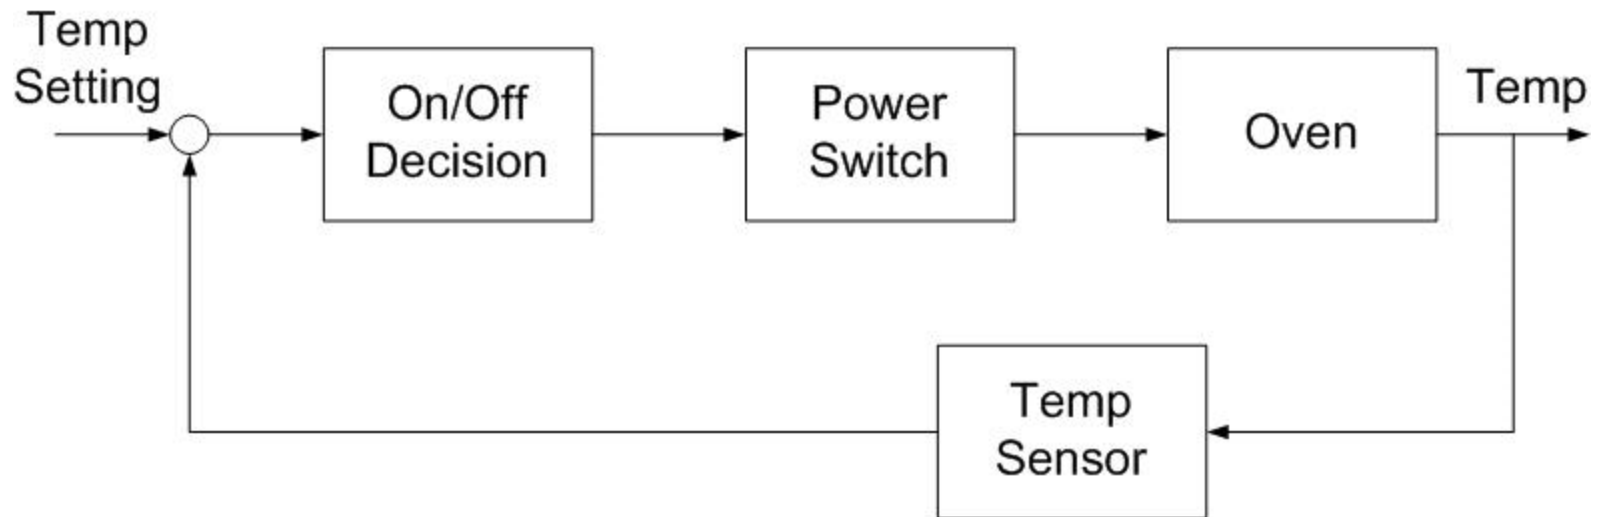 Temp
Setting
On/Off
Decision
Power
Switch
Oven
Temp
Temp
Sensor